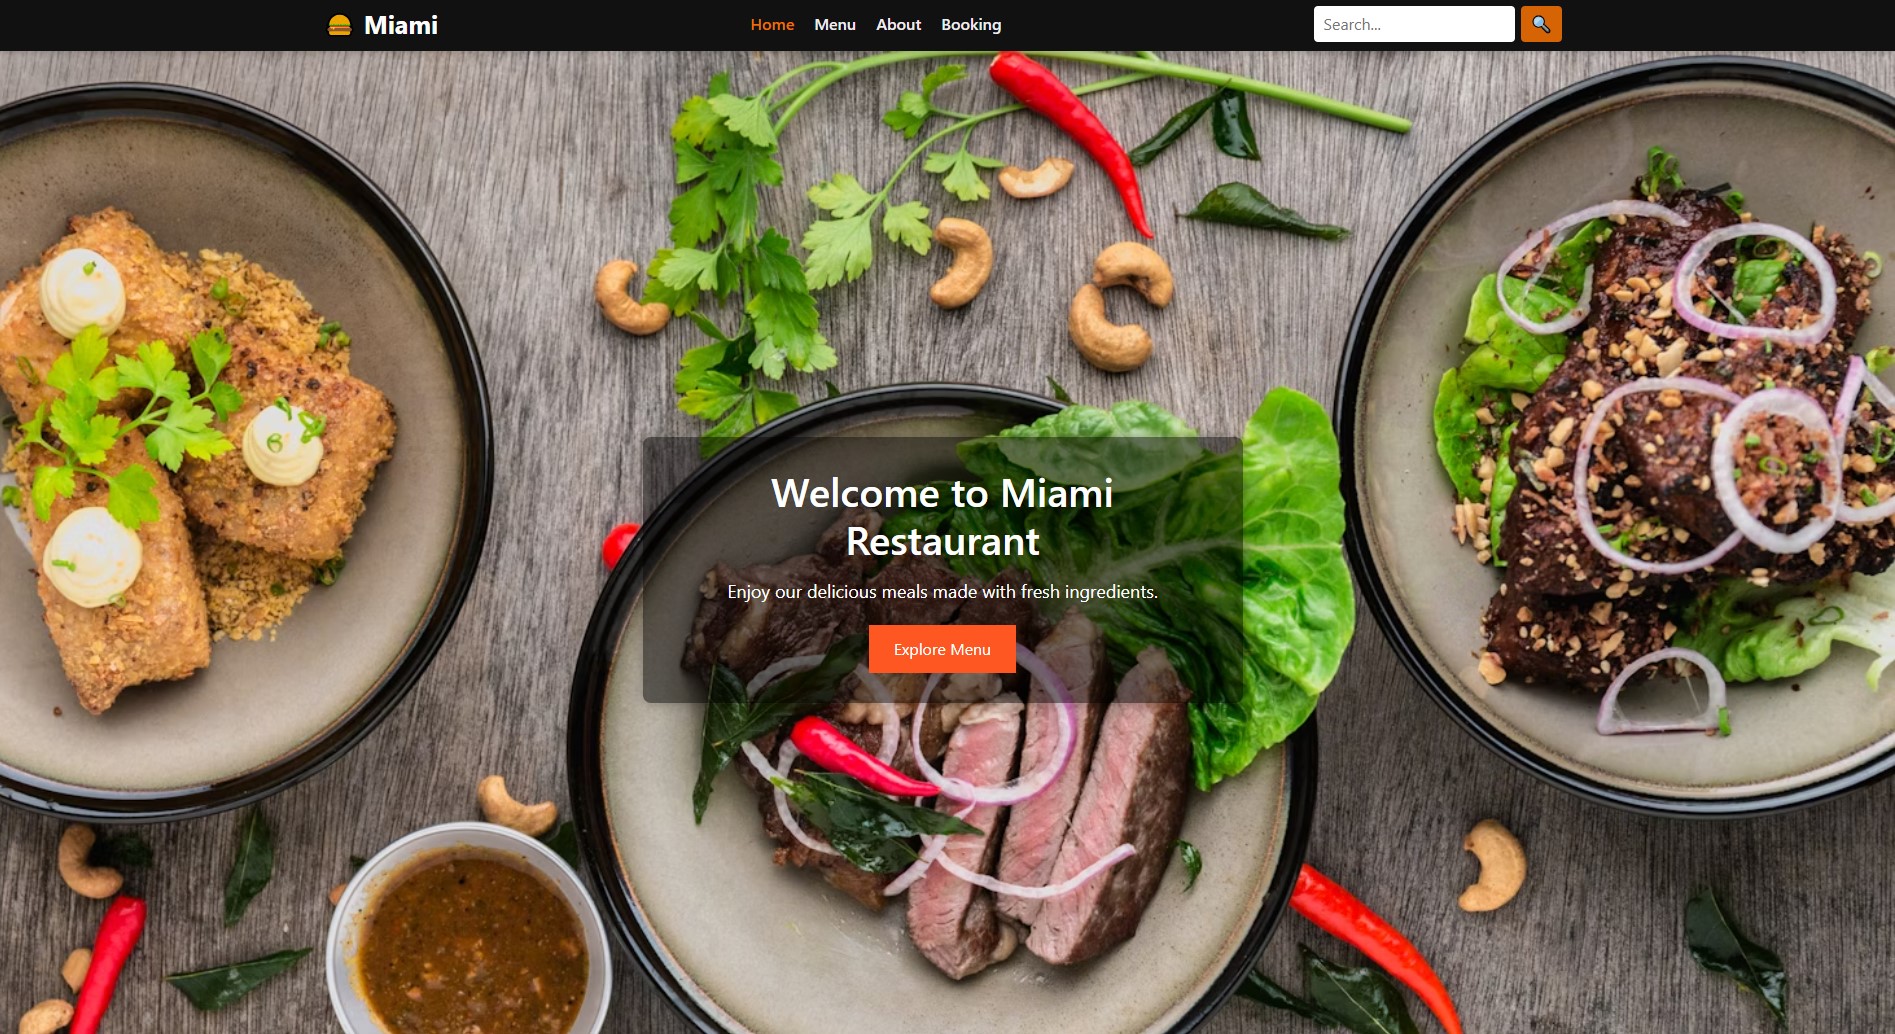 Miami
Home Menu About Booking
Search...
Welcome to Miami
Restaurant
Enjoy our delicious meals made with fresh ingredients.
Explore Menu